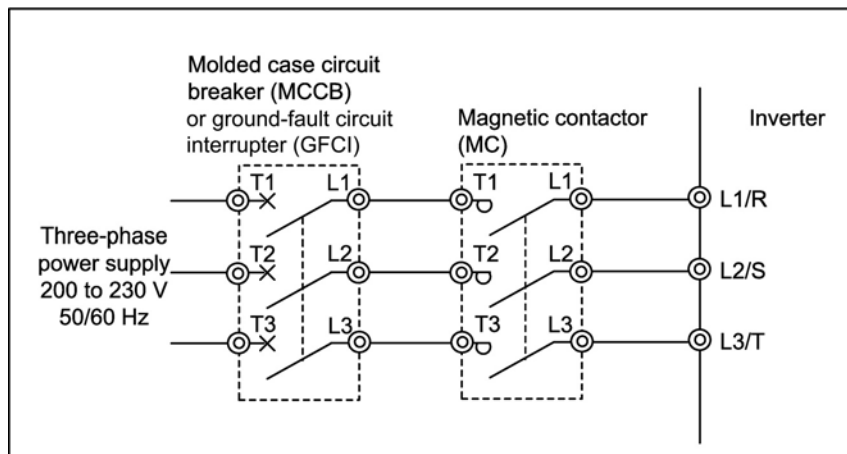 Molded case circuit
breaker (MCCB)
or ground-fault circuit
interrupter (GFCI)
Magnetic contactor
(MC)
Inverter
T1 L1 T1 L1 L1/R
Three-phase
power supply
200 to 230 V
50/60 Hz
T2 L2 T2 L2 L2/S
T3 L3 T3 L3 L3/T